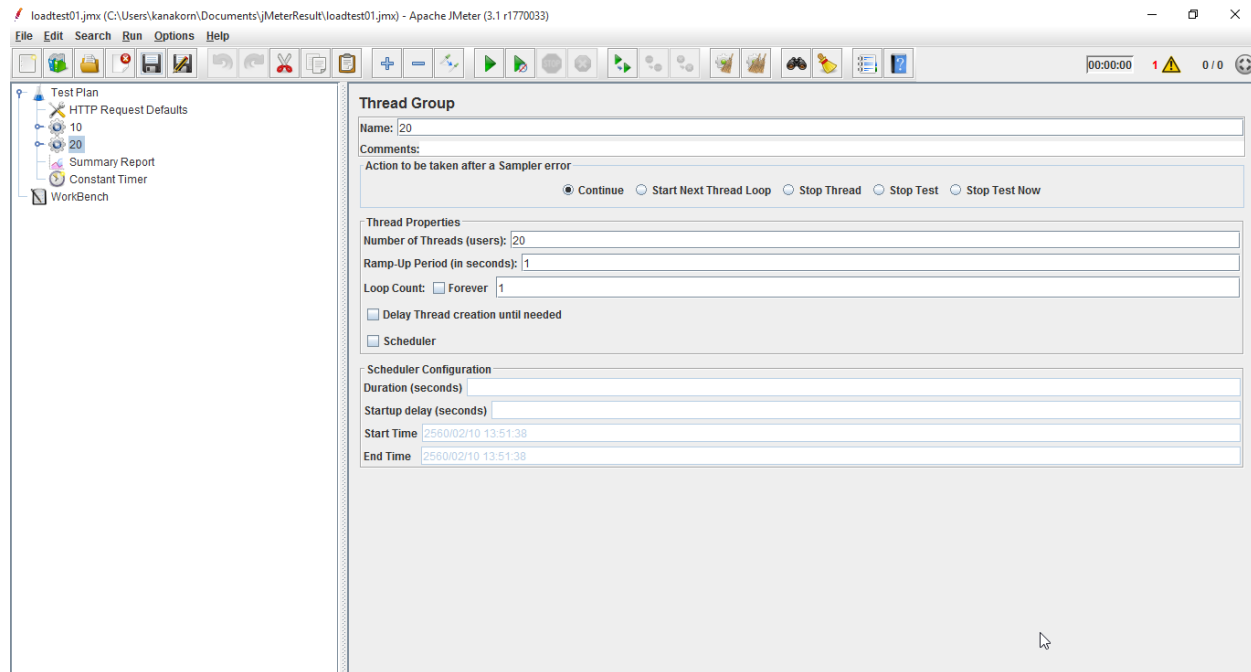 loadtest01.jmx (C:\Users\kanakorn\Documents\jMeterResult\loadtest01.jmx) - Apache JMeter (3.1 r1770033)
File Edit Search Run Options Help
00:00:00 1 0 / 0
Test Plan
HTTP Request Defaults
10
20
Summary Report
Constant Timer
WorkBench
Thread Group
Name: 20
Comments:
Action to be taken after a Sampler error
Continue Start Next Thread Loop Stop Thread Stop Test Stop Test Now
Thread Properties
Number of Threads (users): 20
Ramp-Up Period (in seconds): 1
Loop Count: Forever 1
Delay Thread creation until needed
Scheduler
Scheduler Configuration
Duration (seconds)
Startup delay (seconds)
Start Time 2560/02/10 13:51:38
End Time 2560/02/10 13:51:38